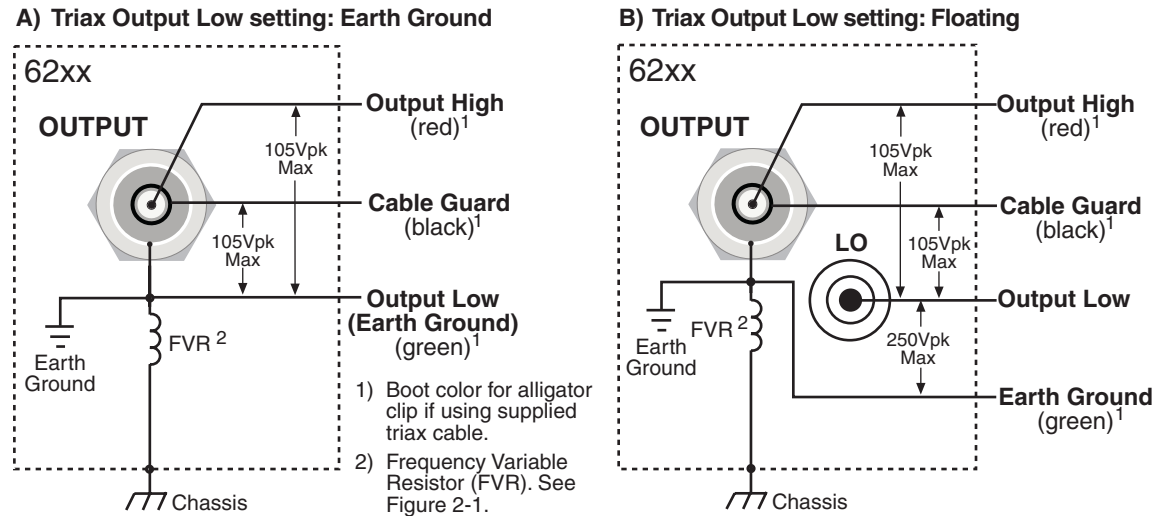 A) Triax Output Low setting: Earth Ground
62xx
OUTPUT
Output High
(red)1
105Vpk
Max
Cable Guard
(black)1
105Vpk
Max
Output Low
(Earth Ground)
(green)1
FVR 2
Earth
Ground
Chassis
1) Boot color for alligator
clip if using supplied
triax cable.
2) Frequency Variable
Resistor (FVR). See
Figure 2-1.
B) Triax Output Low setting: Floating
62xx
OUTPUT
Output High
(red)1
105Vpk
Max
Cable Guard
(black)1
105Vpk
Max
LO
Output Low
FVR 2
250Vpk
Max
Earth
Ground
Earth Ground
(green)1
Chassis